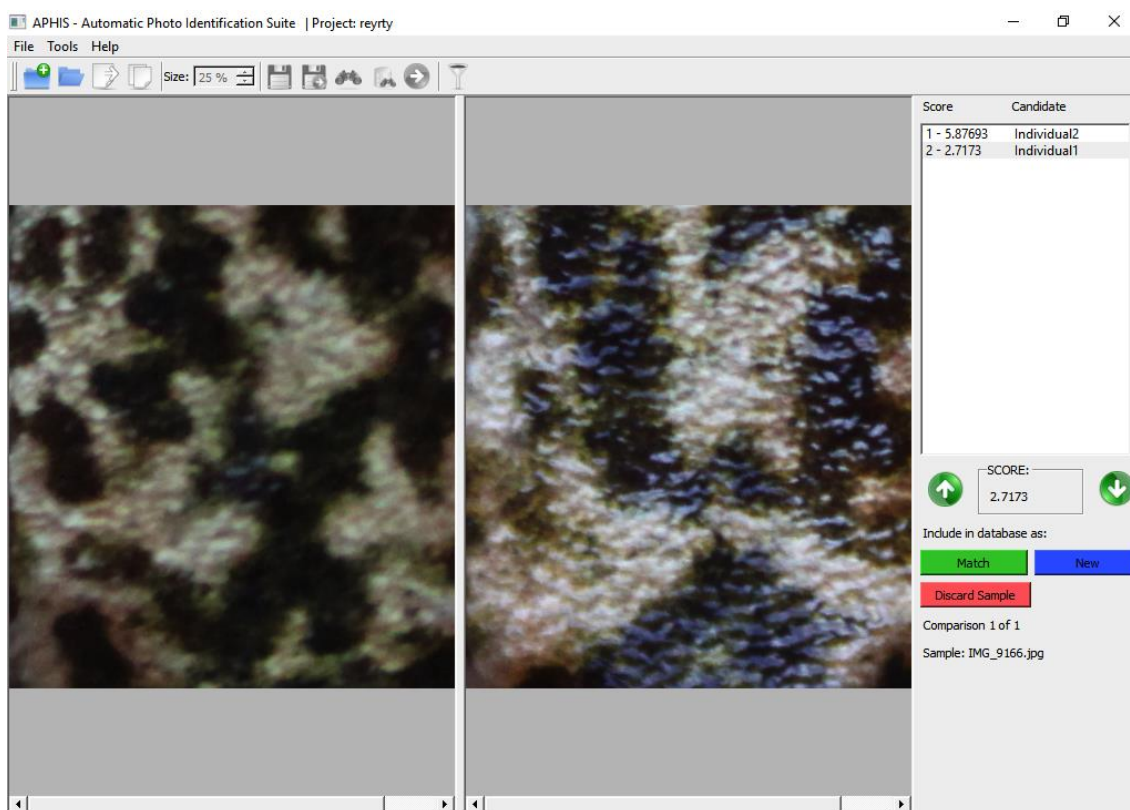 APHIS - Automatic Photo Identification Suite | Project: reyrty
File Tools Help
Size: 25 %
Score Candidate
1 - 5.87693 Individual2
2 - 2.7173 Individual1
SCORE:
2.7173
Include in database as:
Match New
Discard Sample
Comparison 1 of 1
Sample: IMG_9166.jpg